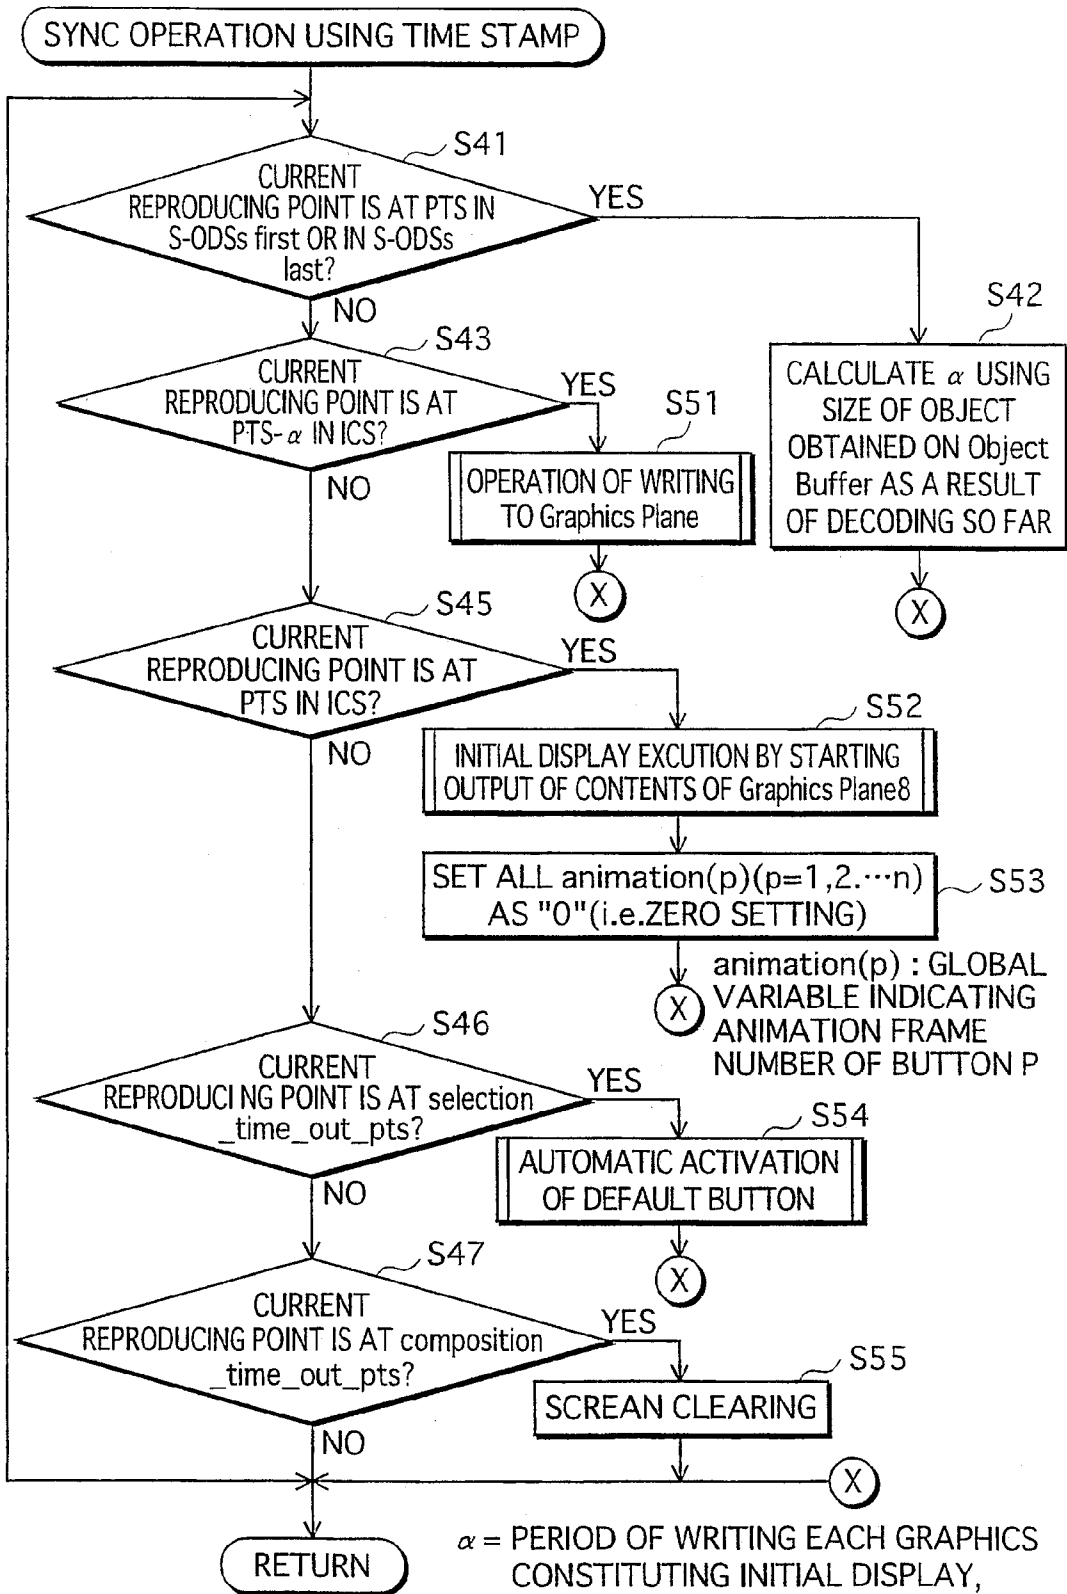 SYNC OPERATION USING TIME STAMP
S41
CURRENT
REPRODUCING POINT IS AT PTS IN
S-ODSs first OR IN S-ODSs
last?
YES
NO
S42
CALCULATE α USING
SIZE OF OBJECT
OBTAINED ON Object
Buffer AS A RESULT
OF DECODING SO FAR
X
S43
CURRENT
REPRODUCING POINT IS AT
PTS-α IN ICS?
YES
NO
S51
OPERATION OF WRITING
TO Graphics Plane
X
S45
CURRENT
REPRODUCING POINT IS AT
PTS IN ICS?
YES
NO
S52
INITIAL DISPLAY EXCUTION BY STARTING
OUTPUT OF CONTENTS OF Graphics Plane8
SET ALL animation(p)(p=1,2.···n)
AS "0"(i.e.ZERO SETTING)
S53
X
animation(p) : GLOBAL
VARIABLE INDICATING
ANIMATION FRAME
NUMBER OF BUTTON P
S46
CURRENT
REPRODUCING POINT IS AT selection
_time_out_pts?
YES
NO
S54
AUTOMATIC ACTIVATION
OF DEFAULT BUTTON
X
S47
CURRENT
REPRODUCING POINT IS AT composition
_time_out_pts?
YES
NO
S55
SCREAN CLEARING
X
RETURN
α = PERIOD OF WRITING EACH GRAPHICS
CONSTITUTING INITIAL DISPLAY,